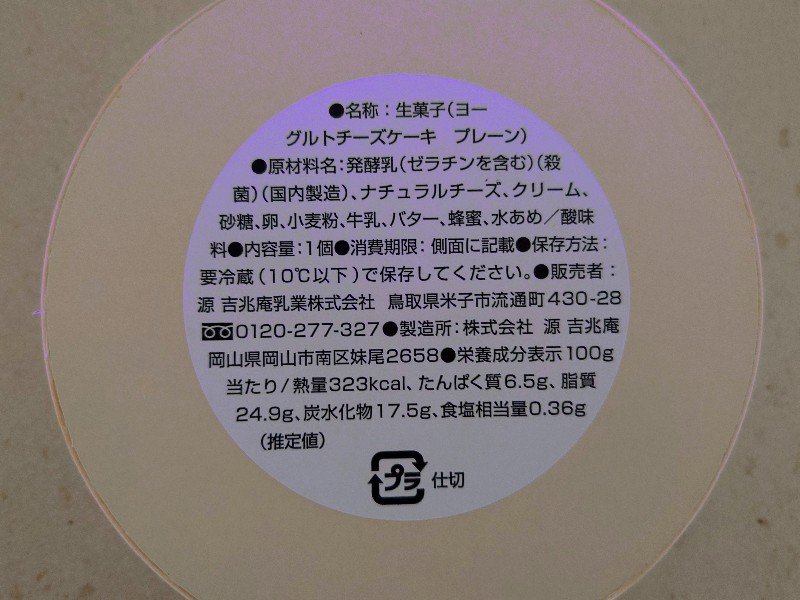 ●名称：生菓子(ヨー
グルトチーズケーキ プレーン)
●原材料名:発酵乳(ゼラチンを含む)(殺
菌)(国内製造)、ナチュラルチーズ、クリーム、
砂糖、卵、小麦粉、牛乳、バター、蜂蜜、水あめ／酸味
料●内容量:1個●消費期限：側面に記載●保存方法：
要冷蔵(10℃以下)で保存してください。●販売者：
源 吉兆庵乳業株式会社 鳥取県米子市流通町430-28
0120-277-327●製造所:株式会社 源 吉兆庵
岡山県岡山市南区妹尾2658●栄養成分表示100g
当たり/熱量323kcal、たんぱく質6.5g、脂質
24.9g、炭水化物17.5g、食塩相当量0.36g
(推定値)
プラ 仕切